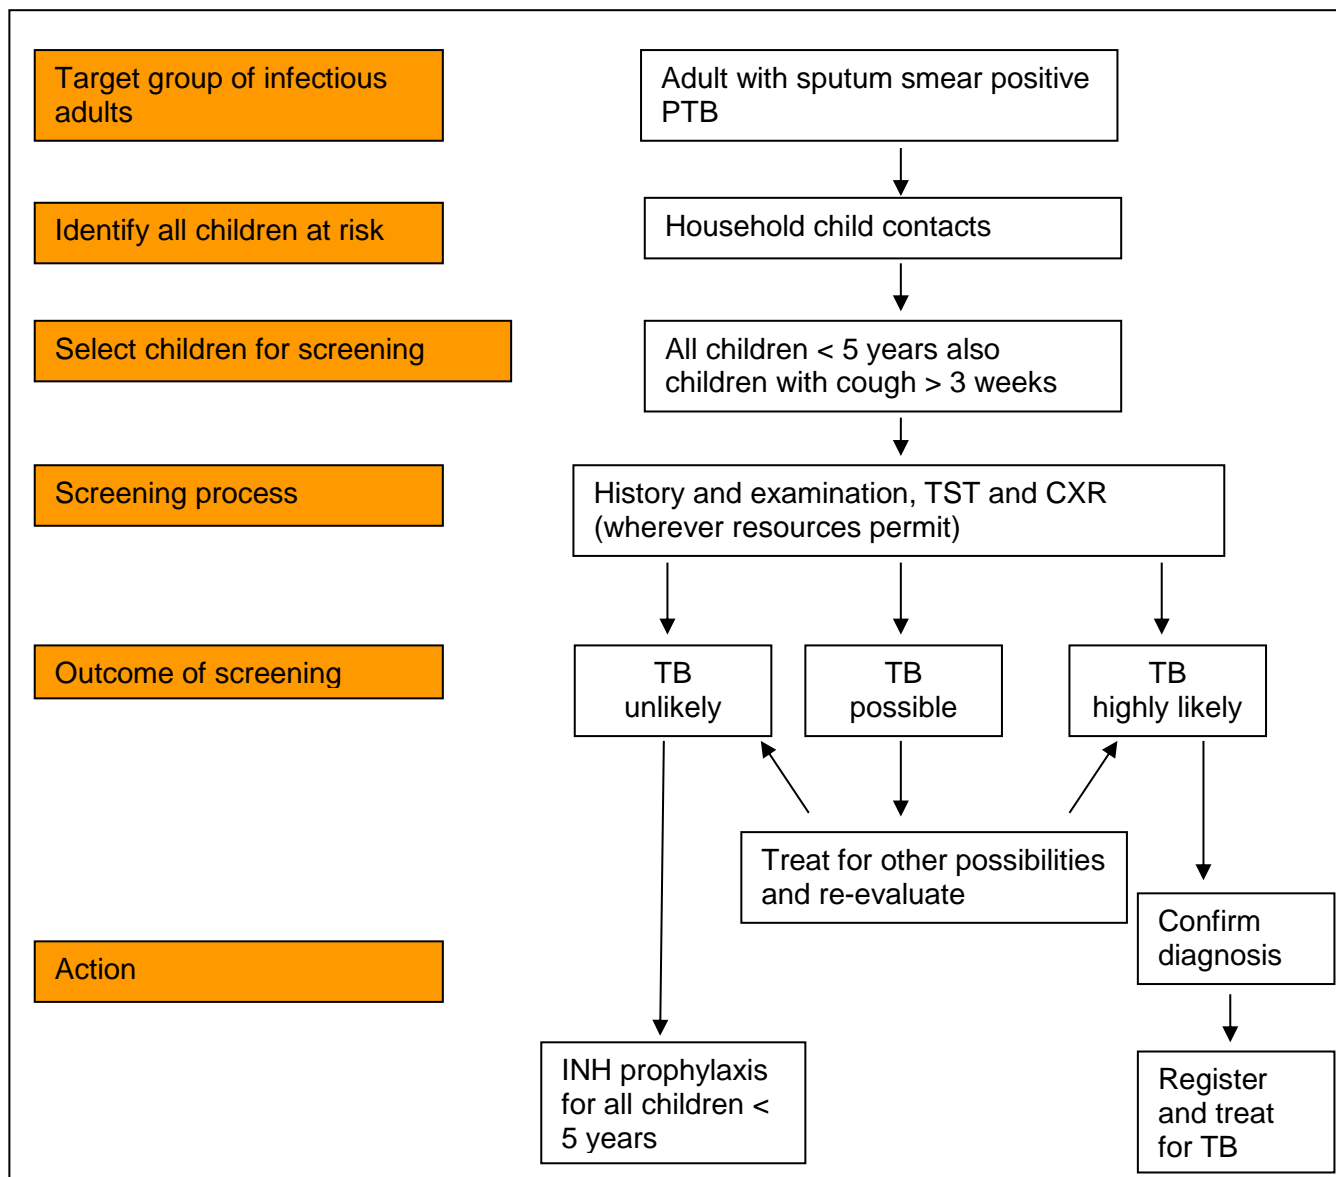 Target group of infectious
adults
Adult with sputum smear positive
PTB
Identify all children at risk
Household child contacts
Select children for screening
All children < 5 years also
children with cough > 3 weeks
Screening process
History and examination, TST and CXR
(wherever resources permit)
Outcome of screening
TB
unlikely
TB
possible
TB
highly likely
Treat for other possibilities
and re-evaluate
Confirm
diagnosis
Action
INH prophylaxis
for all children <
5 years
Register
and treat
for TB